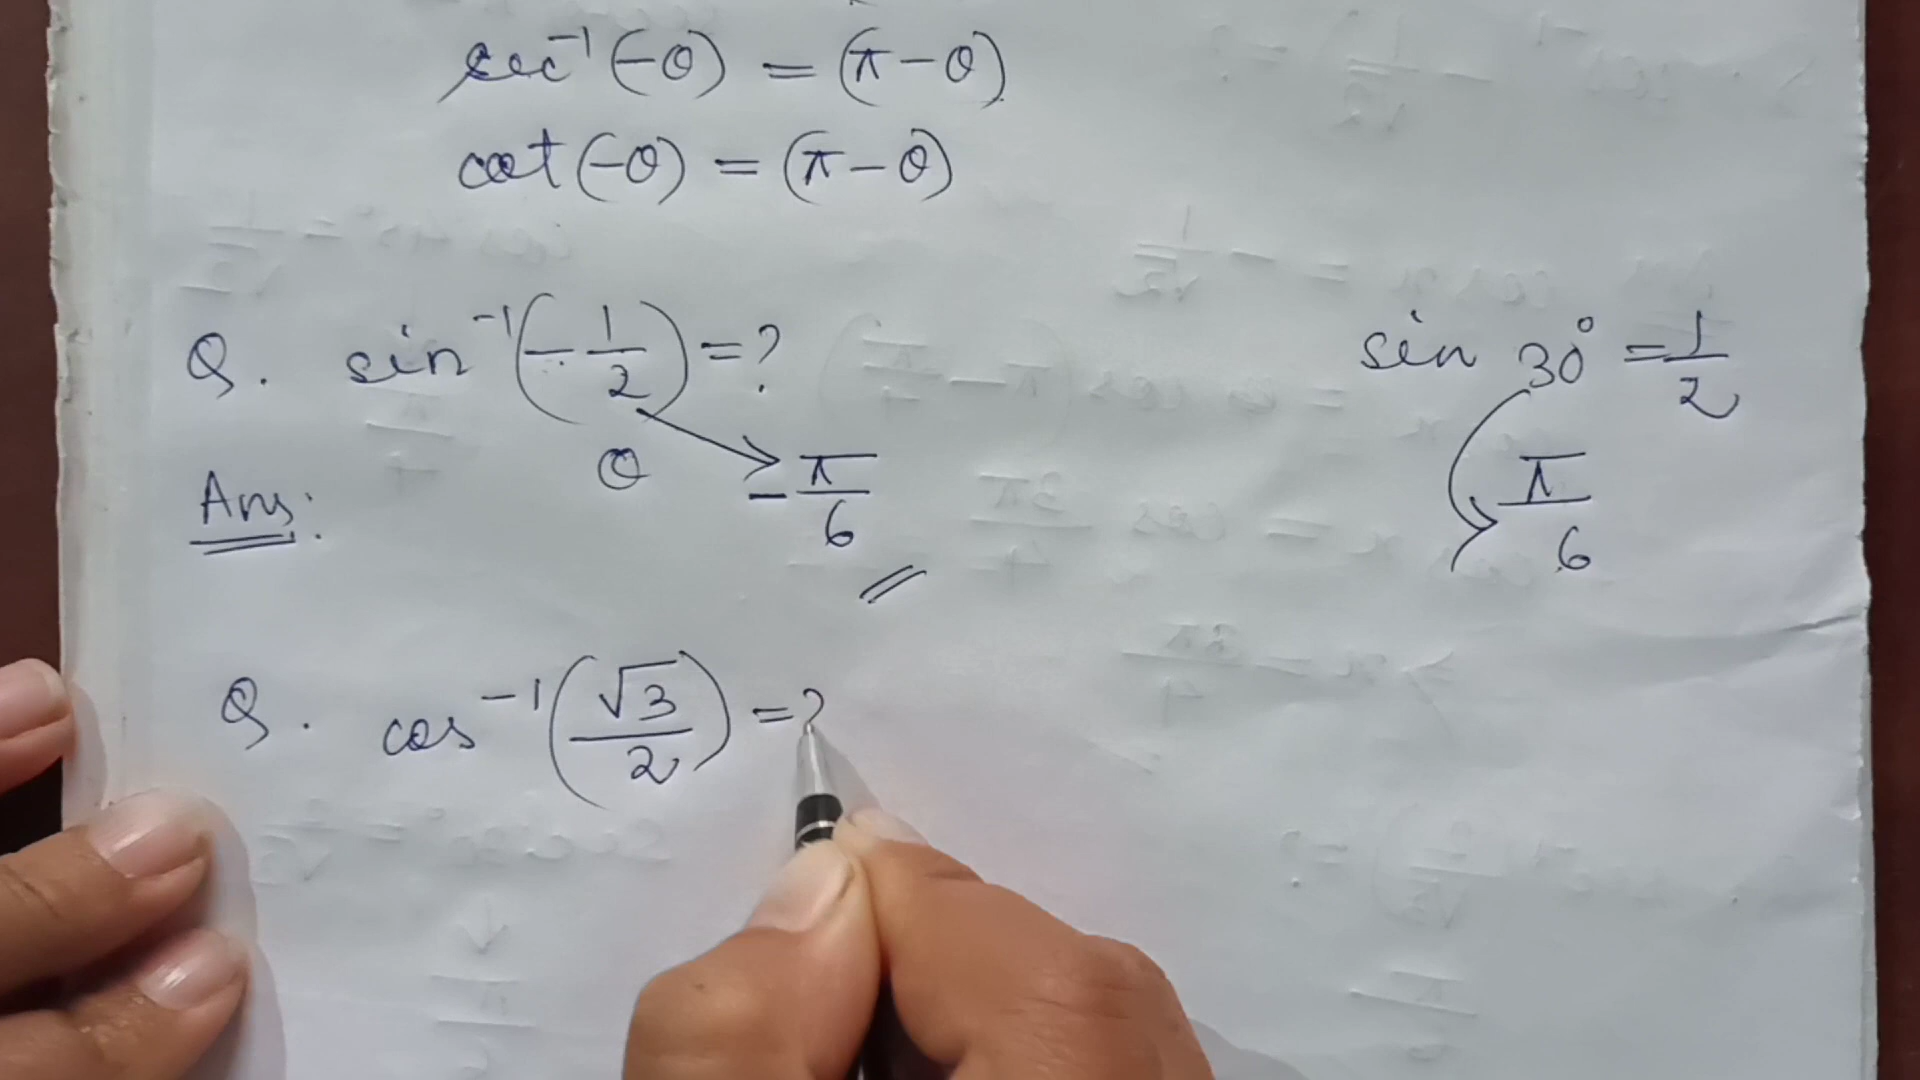 sec⁻¹(-θ) = (π-θ)
cot(-θ) = (π-θ)
Q. sin⁻¹(-1/2) = ?
sin 30° = 1/2
θ
-π/6
π/6
Ans:
Q. cos⁻¹(√3/2) = ?